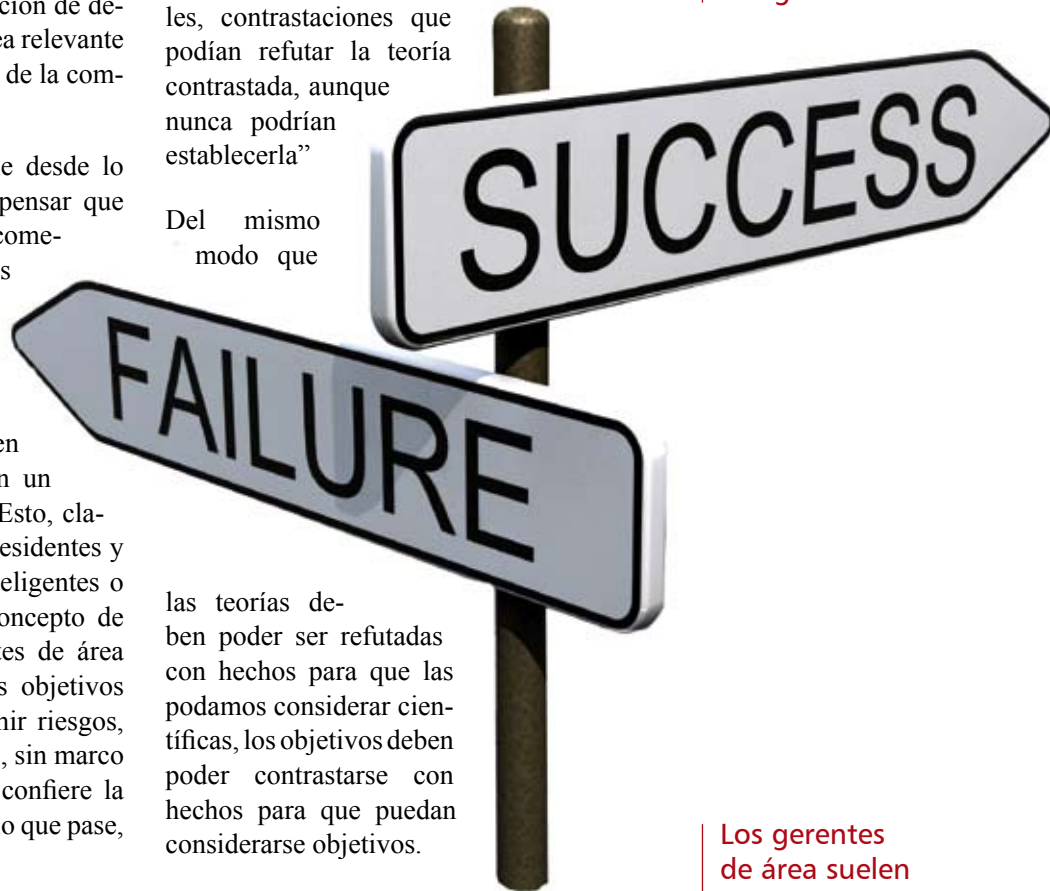 ción de de-
ea relevante
de la com-
e desde lo
pensar que
come-
s
en
n un
Esto, cla-
esidentes y
eligentes o
oncepto de
tes de área
s objetivos
nir riesgos,
, sin marco
confiere la
o que pase,
les, contrastaciones que
podían refutar la teoría
contrastada, aunque
nunca podrían
establecerla”
Del mismo
modo que
las teorías de-
ben poder ser refutadas
con hechos para que las
podamos considerar cien-
tíficas, los objetivos deben
poder contrastarse con
hechos para que puedan
considerarse objetivos.
SUCCESS
FAILURE
Los gerentes
de área suelen